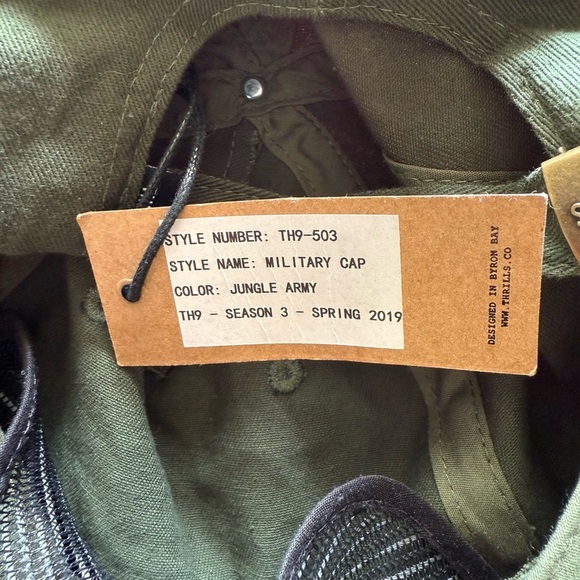 STYLE NUMBER: TH9-503
STYLE NAME: MILITARY CAP
COLOR: JUNGLE ARMY
TH9 - SEASON 3 - SPRING 2019
DESIGNED IN BYRON BAY
WWW.THRILLS.CO